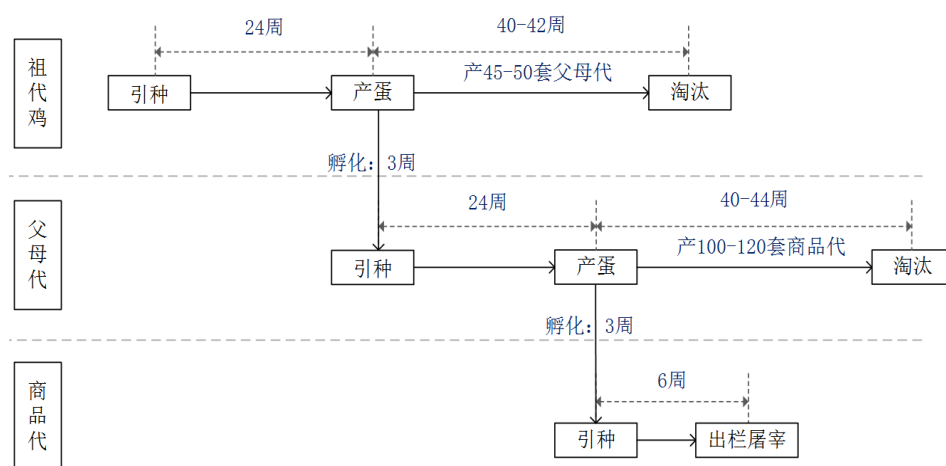 祖代鸡
24周
40-42周
引种
产蛋
产45-50套父母代
淘汰
孵化：3周
父母代
24周
40-44周
引种
产蛋
产100-120套商品代
淘汰
孵化：3周
商品代
6周
引种
出栏屠宰